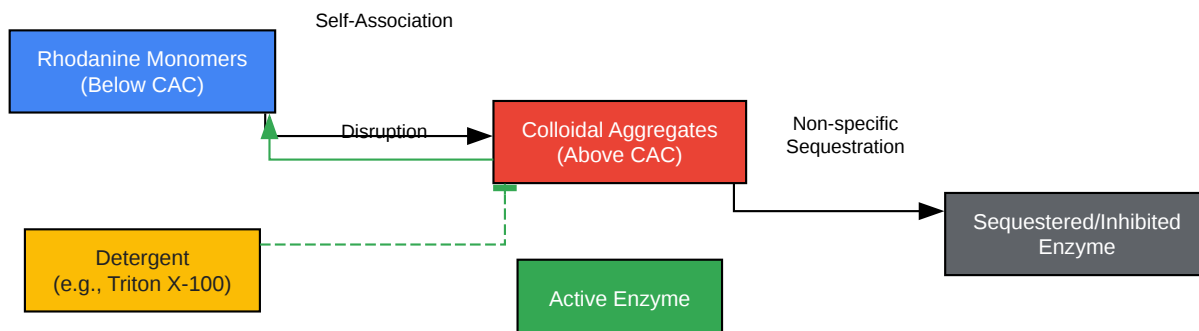 Self-Association
Rhodanine Monomers
(Below CAC)
Disruption
Colloidal Aggregates
(Above CAC)
Non-specific
Sequestration
Sequestered/Inhibited
Enzyme
Detergent
(e.g., Triton X-100)
Active Enzyme